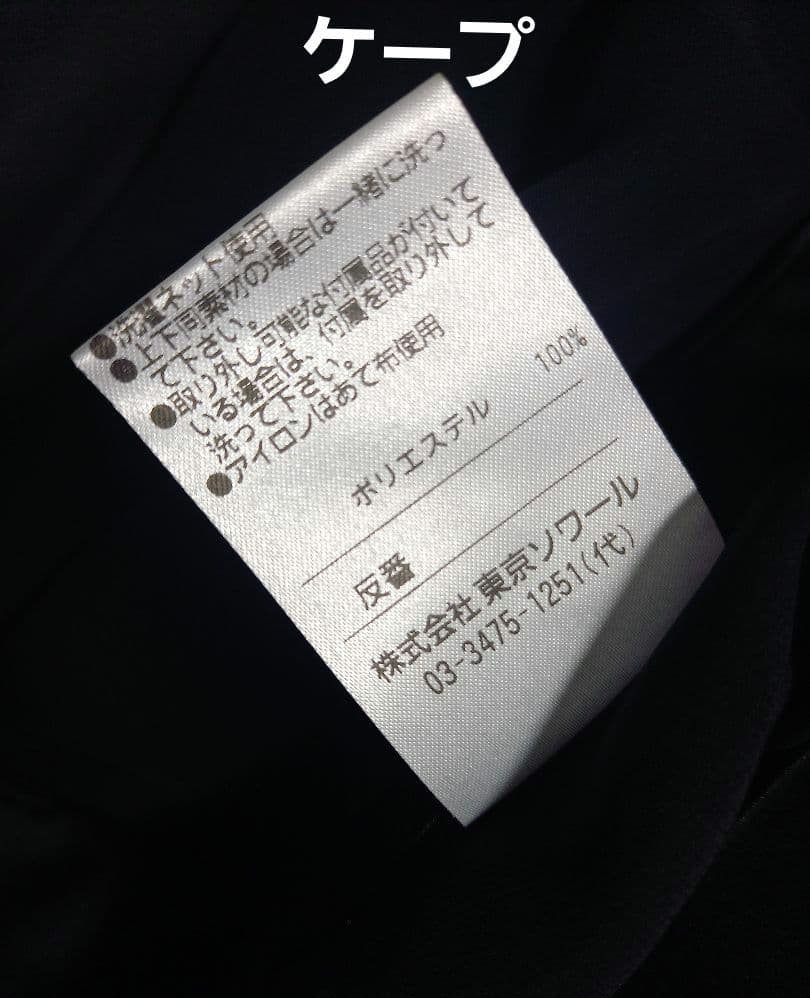 ケープ
●洗濯ネット使用
●上下同素材の場合は一緒に洗っ
て下さい。
●取り外し可能な付属品が付いて
いる場合は、付属を取り外して
洗って下さい。
●アイロンはあて布使用
ポリエステル 100%
反番
株式会社 東京ソワール
03-3475-1251(代)